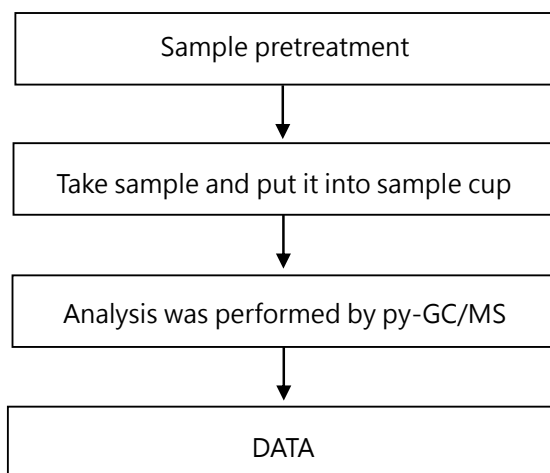 Sample pretreatment
Take sample and put it into sample cup
Analysis was performed by py-GC/MS
DATA